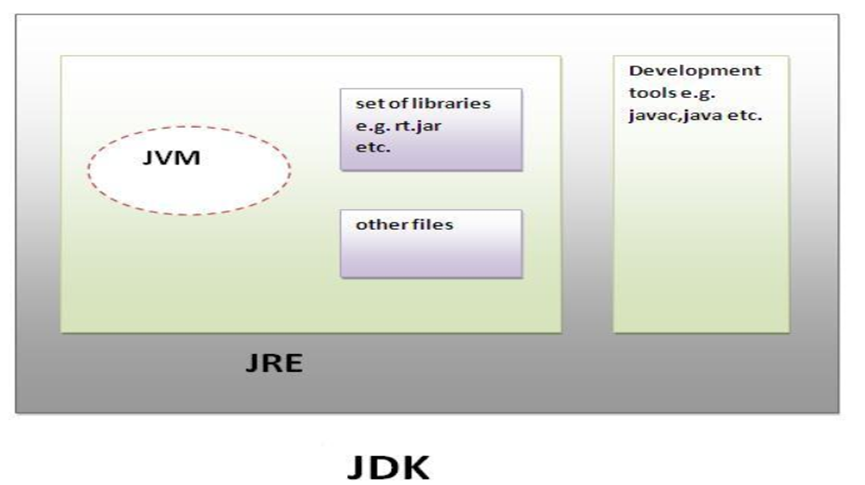 JVM
set of libraries
e.g. rt.jar
etc.
other files
JRE
Development
tools e.g.
javac,java etc.
JDK